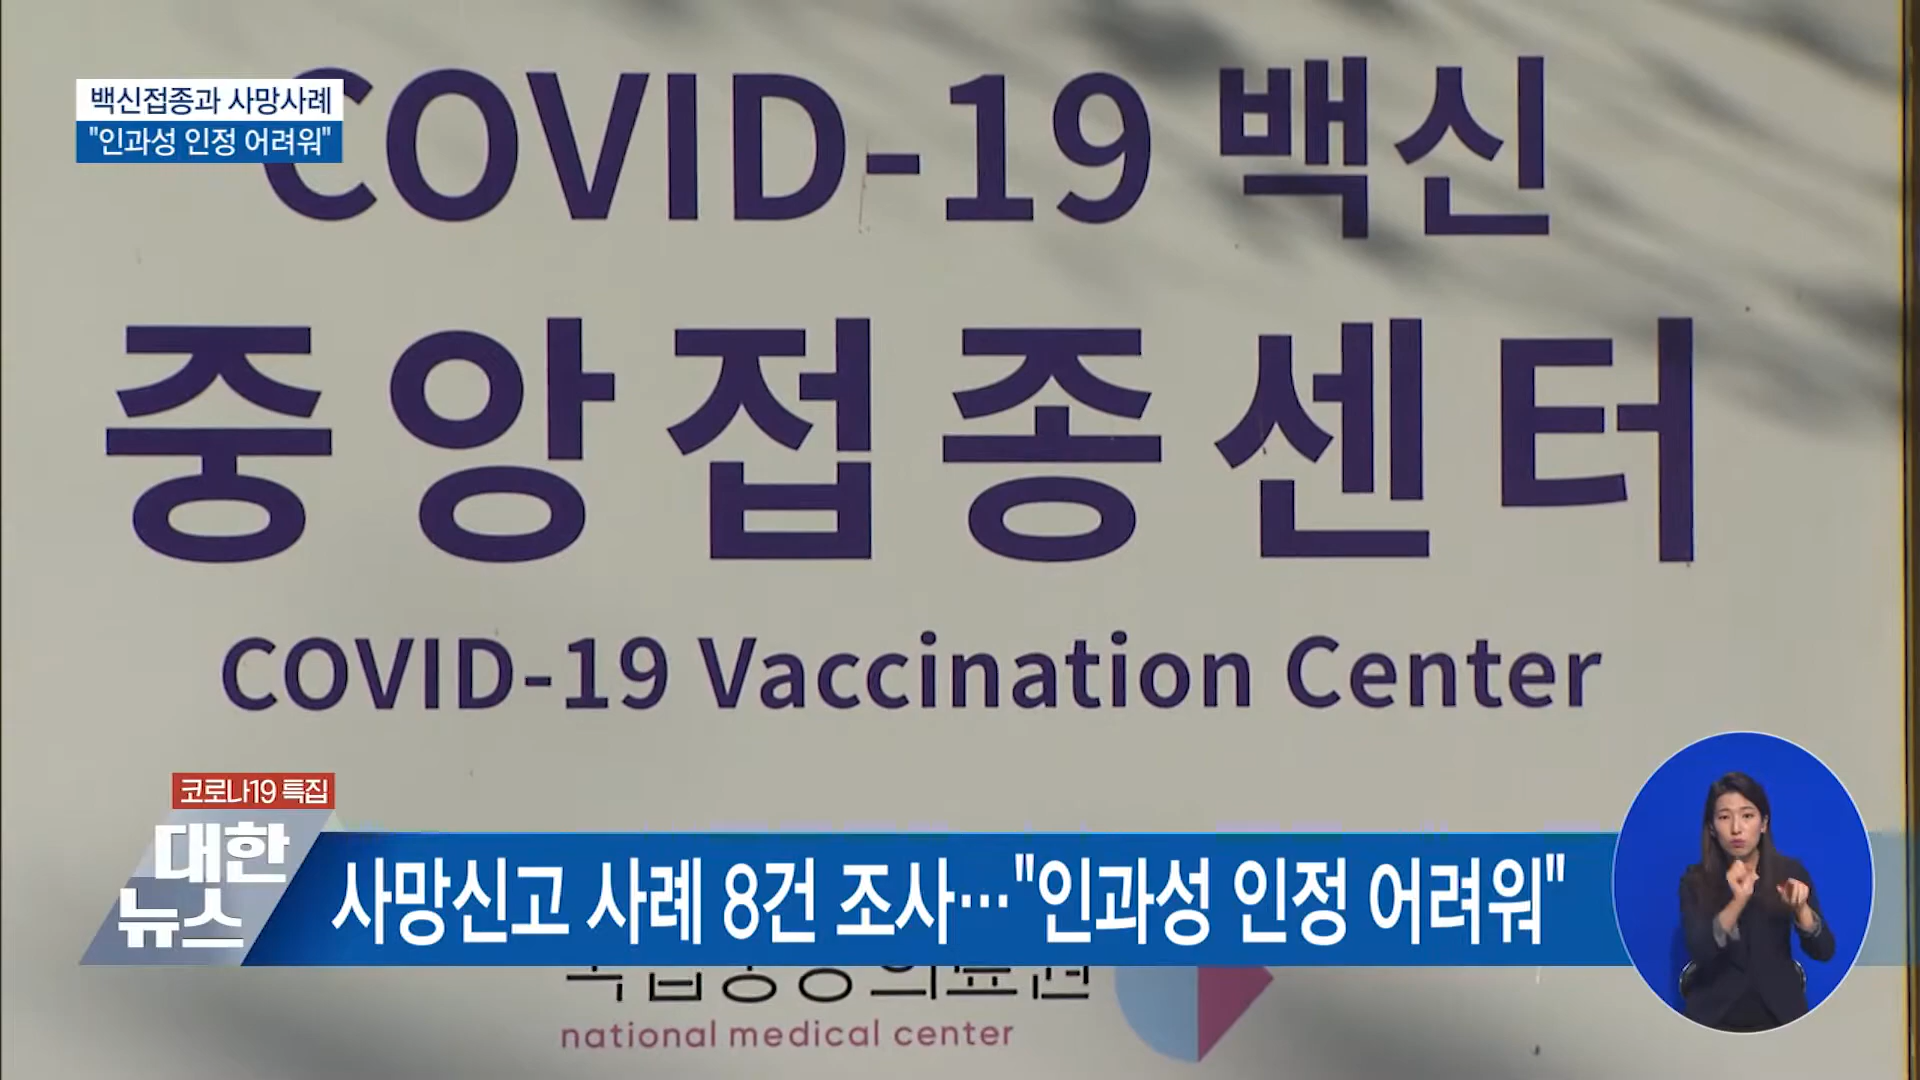 백신접종과 사망사례
"인과성 인정 어려워"
COVID-19 백신
중앙접종센터
COVID-19 Vaccination Center
코로나19 특집
대한
뉴스
사망신고 사례 8건 조사…"인과성 인정 어려워"
national medical center